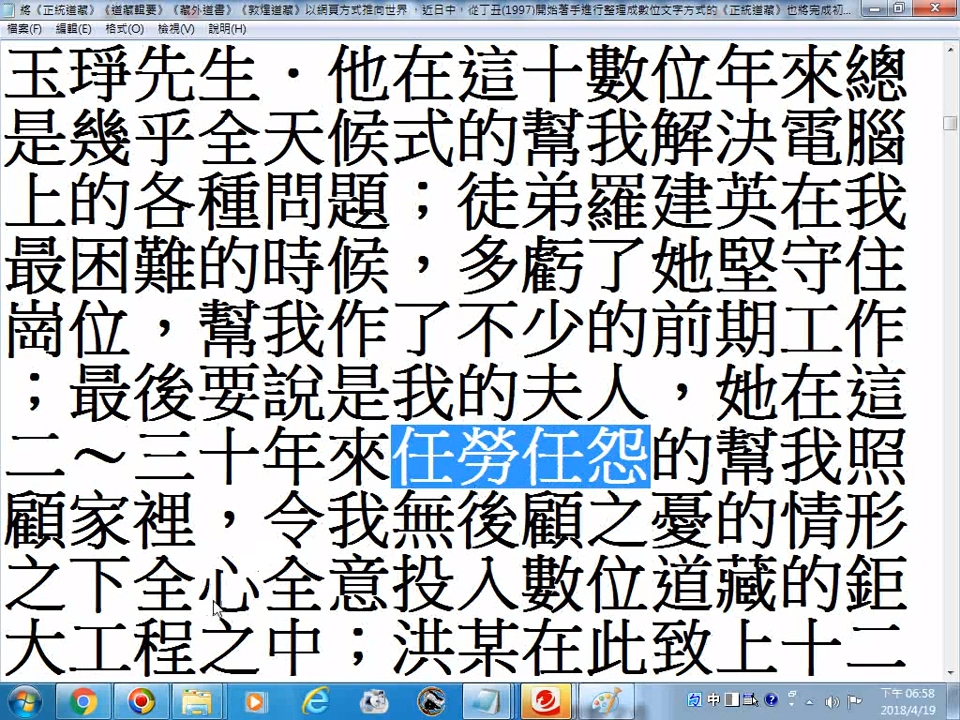 將《正統道藏》《道藏輯要》《藏外道書》《敦煌道藏》以網頁方式推向世界，近日中，從丁丑(1997)開始著手進行整理成數位文字方式的《正統道藏》也將完成初...
檔案(F) 編輯(E) 格式(O) 檢視(V) 說明(H)
玉琤先生．他在這十數位年來總
是幾乎全天候式的幫我解決電腦
上的各種問題；徒弟羅建英在我
最困難的時候，多虧了她堅守住
崗位，幫我作了不少的前期工作
；最後要說是我的夫人，她在這
二～三十年來任勞任怨的幫我照
顧家裡，令我無後顧之憂的情形
之下全心全意投入數位道藏的鉅
大工程之中；洪某在此致上十二
中
下午 06:58
2018/4/19